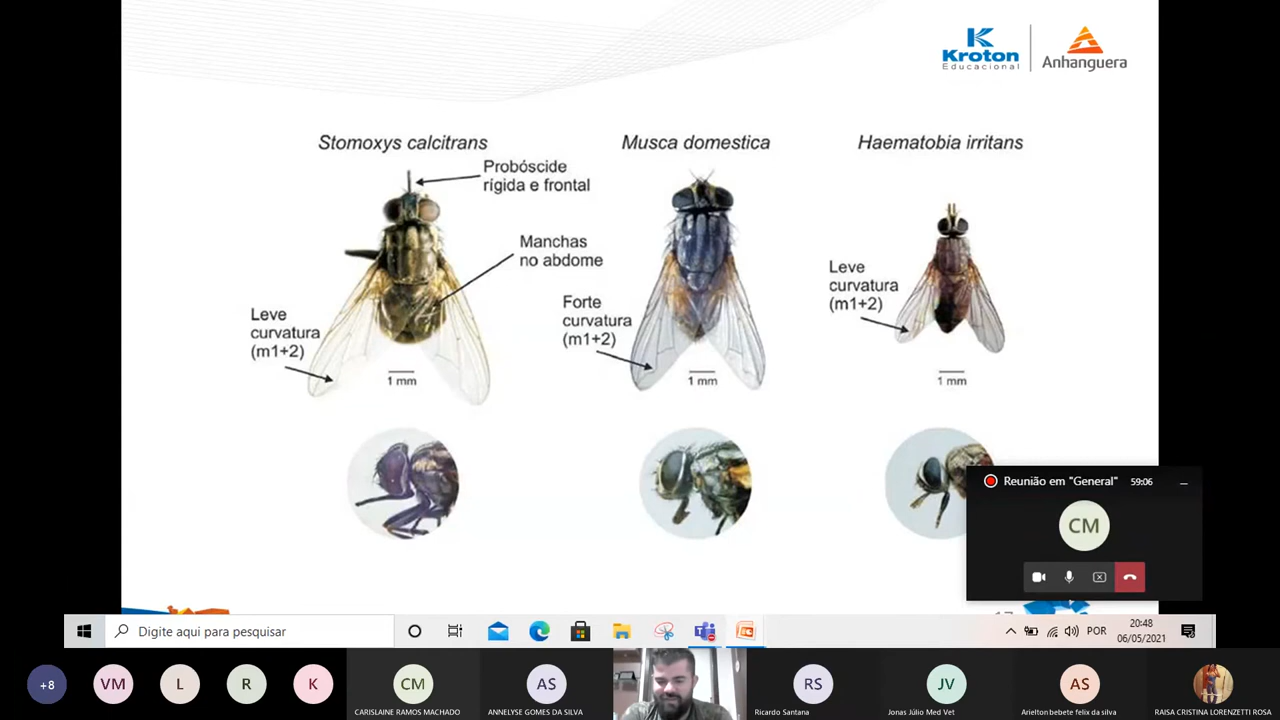 Kroton
Educacional
Anhanguera
Stomoxys calcitrans
Musca domestica
Haematobia irritans
Probóscide
rígida e frontal
Manchas
no abdome
Leve
curvatura
(m1+2)
Forte
curvatura
(m1+2)
Leve
curvatura
(m1+2)
1 mm
1 mm
1 mm
Reunião em "General"
59:06
CM
Digite aqui para pesquisar
POR
20:48
06/05/2021
+8
VM
L
R
K
CM
CARISLAINE RAMOS MACHADO
AS
ANNELYSE GOMES DA SILVA
RS
Ricardo Santana
JV
Jonas Júlio Med Vet
AS
Arielton bebete felix da silva
RAISA CRISTINA LORENZETTI ROSA